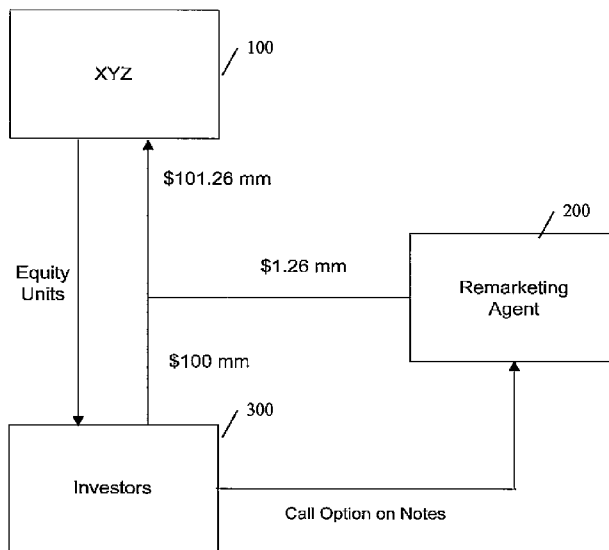 100
XYZ
$101.26 mm
200
Equity
Units
$1.26 mm
Remarketing
Agent
$100 mm
300
Investors
Call Option on Notes